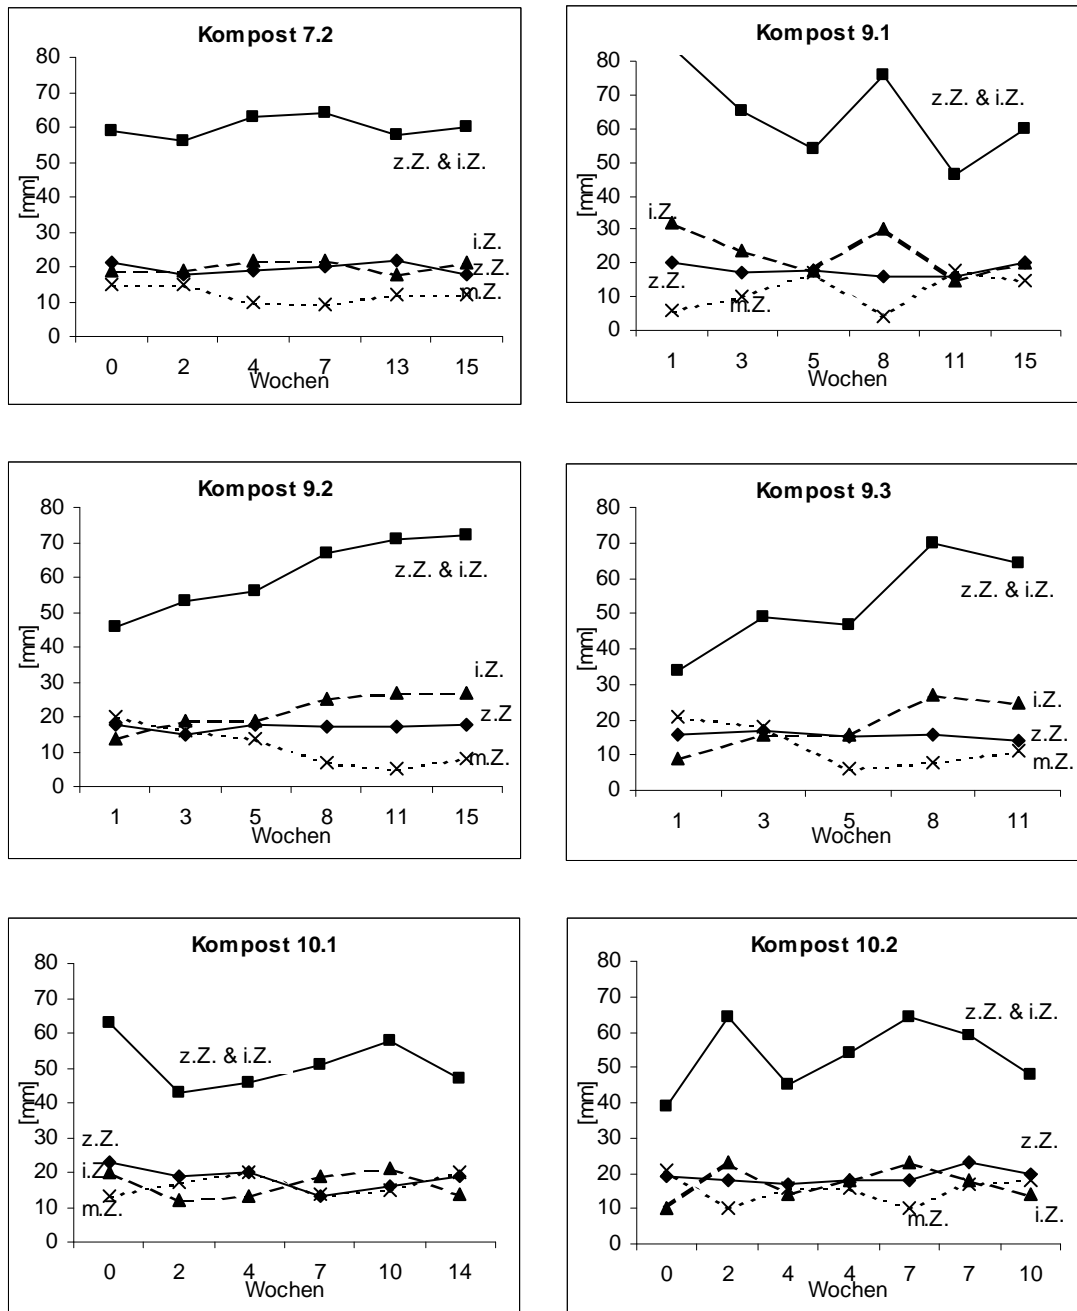 Kompost 7.2
80
70
60
50
40
30
20
10
0
[mm]
z.Z. & i.Z.
i.Z.
z.Z.
m.Z.
0 2 4 7 13 15
Wochen
Kompost 9.1
80
70
60
50
40
30
20
10
0
[mm]
z.Z. & i.Z.
i.Z.
z.Z.
m.Z.
1 3 5 8 11 15
Wochen
Kompost 9.2
80
70
60
50
40
30
20
10
0
[mm]
z.Z. & i.Z.
i.Z.
z.Z
m.Z.
1 3 5 8 11 15
Wochen
Kompost 9.3
80
70
60
50
40
30
20
10
0
[mm]
z.Z. & i.Z.
i.Z.
z.Z.
m.Z.
1 3 5 8 11
Wochen
Kompost 10.1
80
70
60
50
40
30
20
10
0
[mm]
z.Z. & i.Z.
z.Z.
i.Z.
m.Z.
0 2 4 7 10 14
Wochen
Kompost 10.2
80
70
60
50
40
30
20
10
0
[mm]
z.Z. & i.Z.
z.Z.
m.Z.
i.Z.
0 2 4 4 7 7 10
Wochen